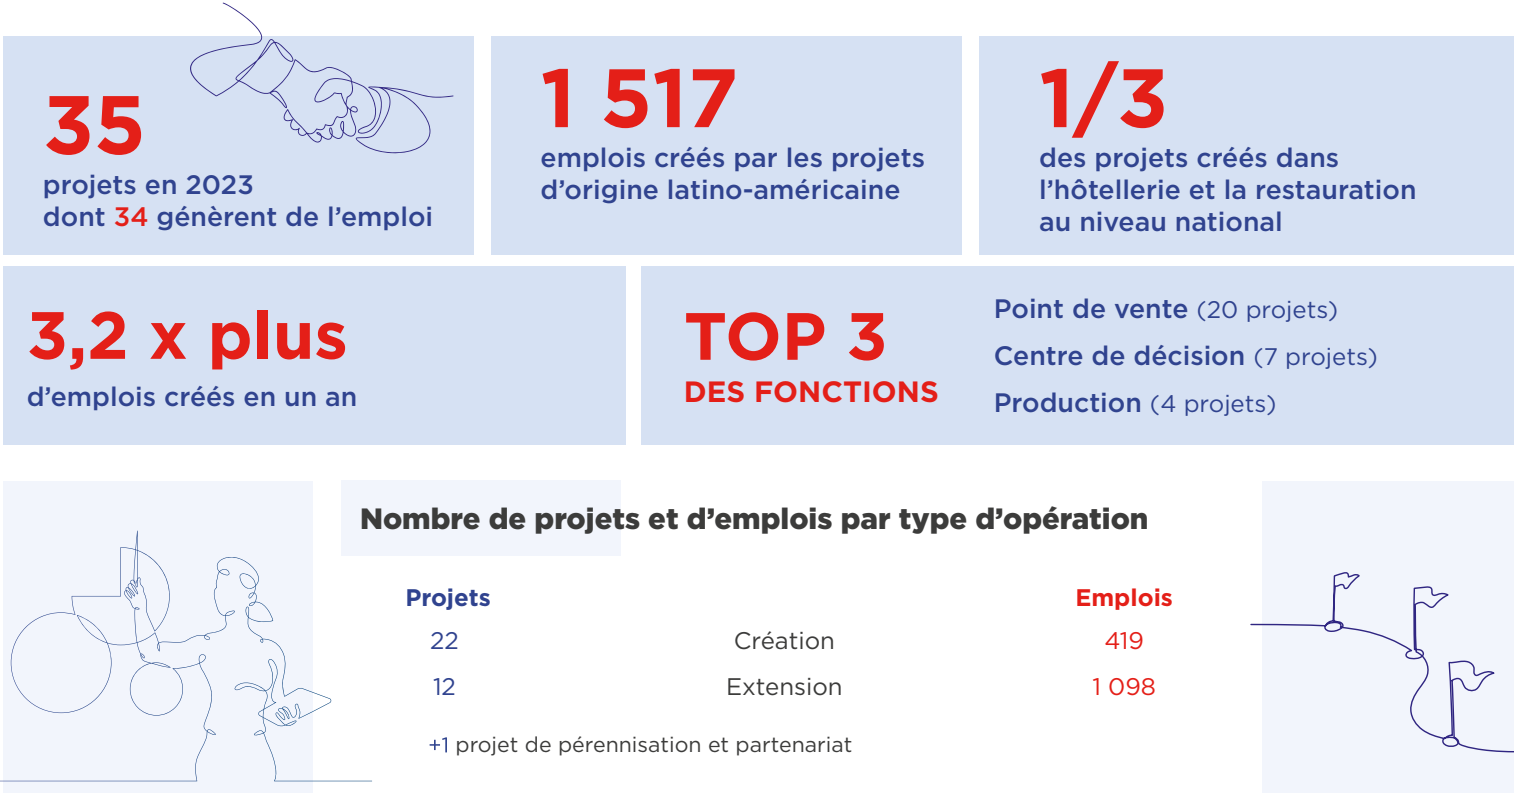 35
projets en 2023
dont 34 génèrent de l’emploi
1 517
emplois créés par les projets
d’origine latino-américaine
1/3
des projets créés dans
l’hôtellerie et la restauration
au niveau national
3,2 x plus
d’emplois créés en un an
TOP 3
DES FONCTIONS
Point de vente (20 projets)
Centre de décision (7 projets)
Production (4 projets)
Nombre de projets et d’emplois par type d’opération
Projets Emplois
22 Création 419
12 Extension 1 098
+1 projet de pérennisation et partenariat